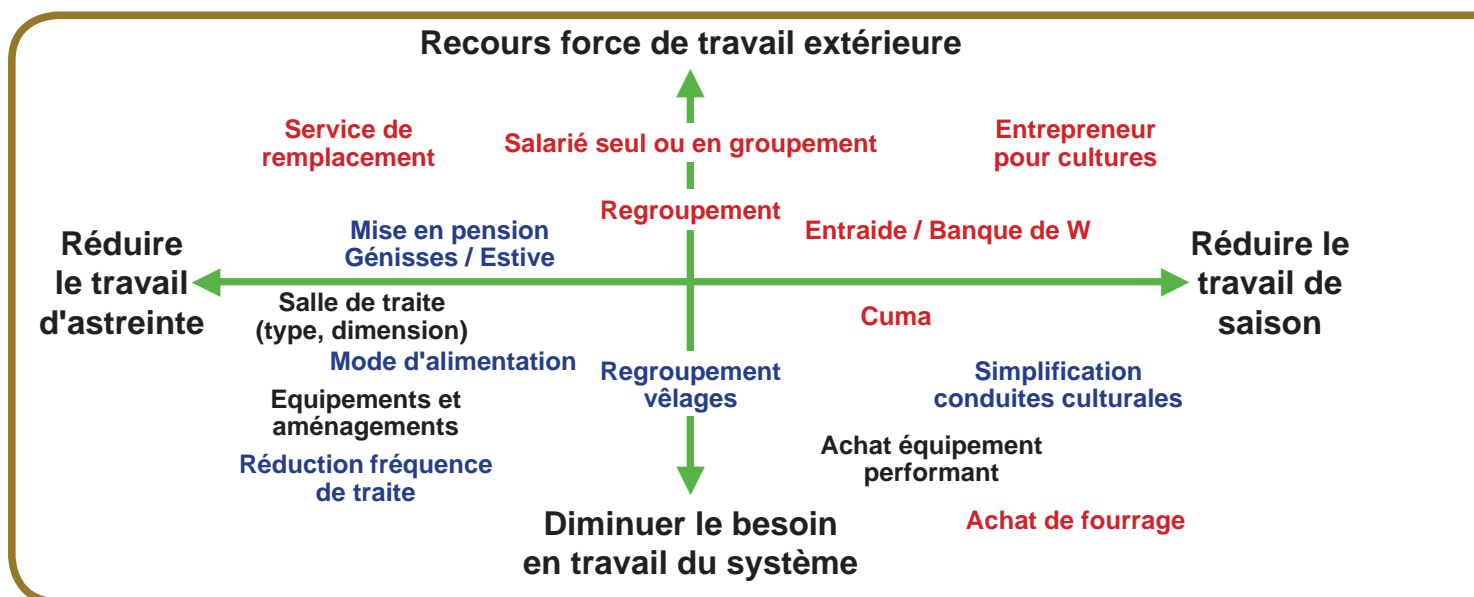 Recours force de travail extérieure
Service de
remplacement
Salarié seul ou en groupement
Entrepreneur
pour cultures
Regroupement
Mise en pension
Génisses / Estive
Entraide / Banque de W
Réduire
le travail
d'astreinte
Réduire le
travail de
saison
Salle de traite
(type, dimension)
Cuma
Mode d'alimentation
Regroupement
vêlages
Simplification
conduites culturales
Equipements et
aménagements
Achat équipement
performant
Réduction fréquence
de traite
Achat de fourrage
Diminuer le besoin
en travail du système